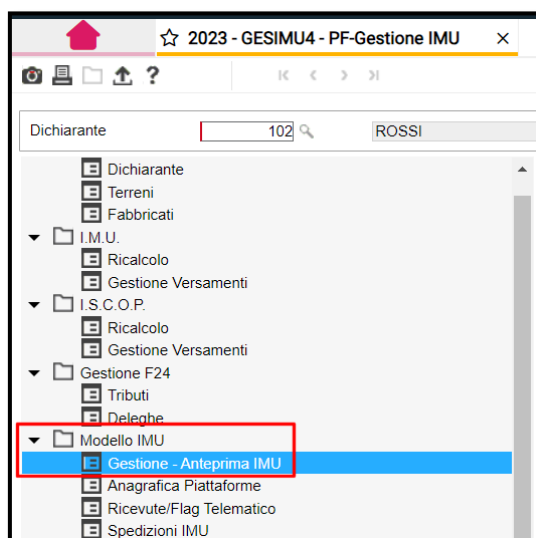 2023 - GESIMU4 - PF-Gestione IMU ×
?
Dichiarante 102 ROSSI
Dichiarante
Terreni
Fabbricati
I.M.U.
Ricalcolo
Gestione Versamenti
I.S.C.O.P.
Ricalcolo
Gestione Versamenti
Gestione F24
Tributi
Deleghe
Modello IMU
Gestione - Anteprima IMU
Anagrafica Piattaforme
Ricevute/Flag Telematico
Spedizioni IMU